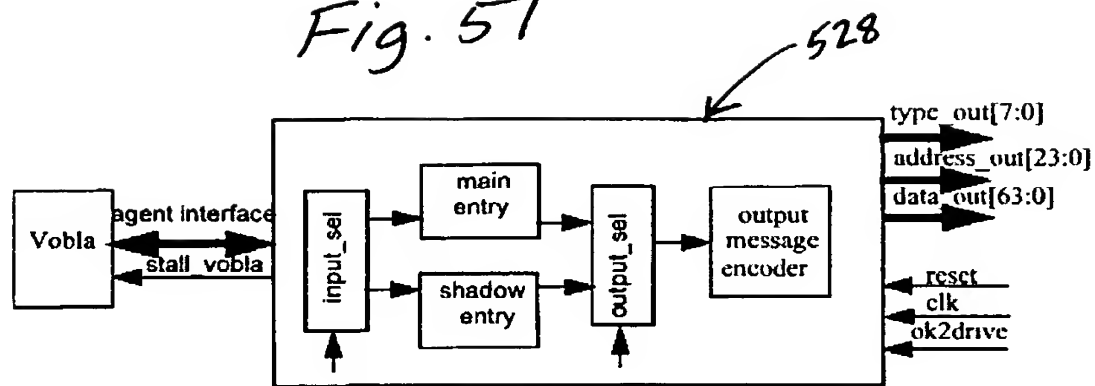 Fig. 57
528
type_out[7:0]
address_out[23:0]
data_out[63:0]
Vobla
agent interface
stall_vobla
input_sel
main
entry
shadow
entry
output_sel
output
message
encoder
reset
clk
ok2drive